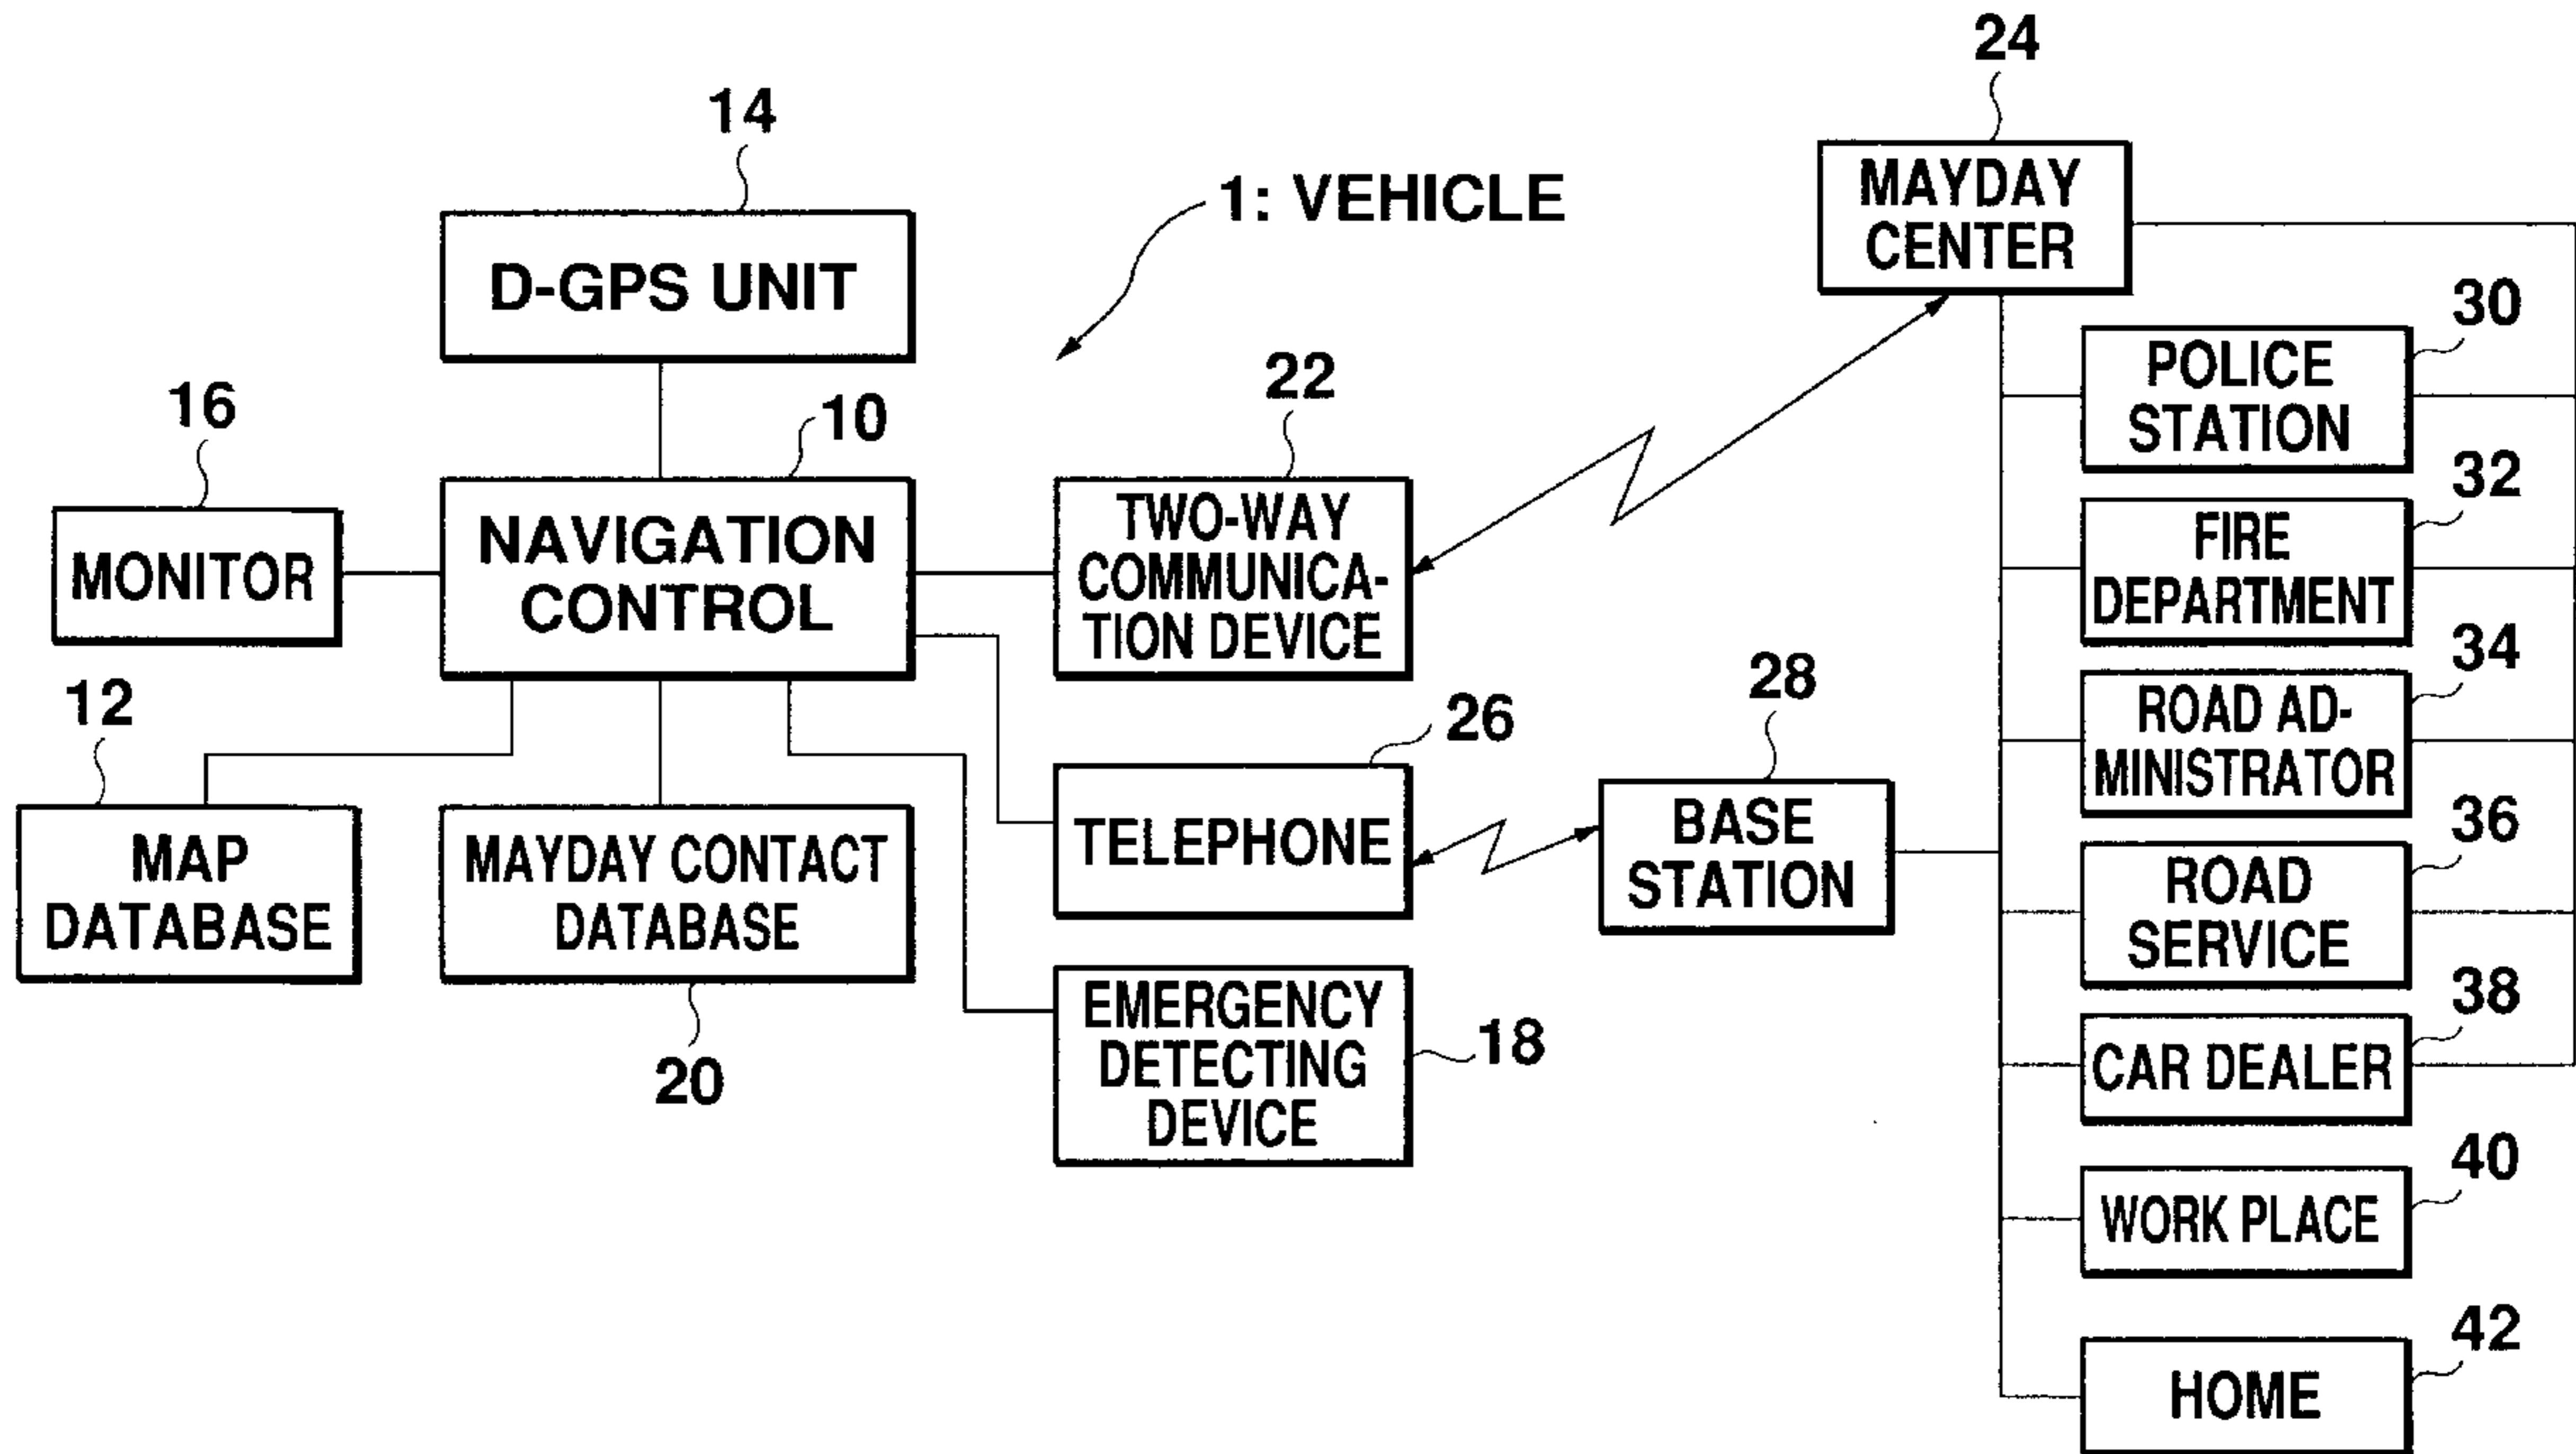 24
MAYDAY
CENTER
14
D-GPS UNIT
1: VEHICLE
30
POLICE
STATION
16
MONITOR
10
NAVIGATION
CONTROL
22
TWO-WAY
COMMUNICA-
TION DEVICE
32
FIRE
DEPARTMENT
12
MAP
DATABASE
MAYDAY CONTACT
DATABASE
20
26
TELEPHONE
28
BASE
STATION
34
ROAD AD-
MINISTRATOR
36
ROAD
SERVICE
EMERGENCY
DETECTING
DEVICE
18
38
CAR DEALER
40
WORK PLACE
42
HOME